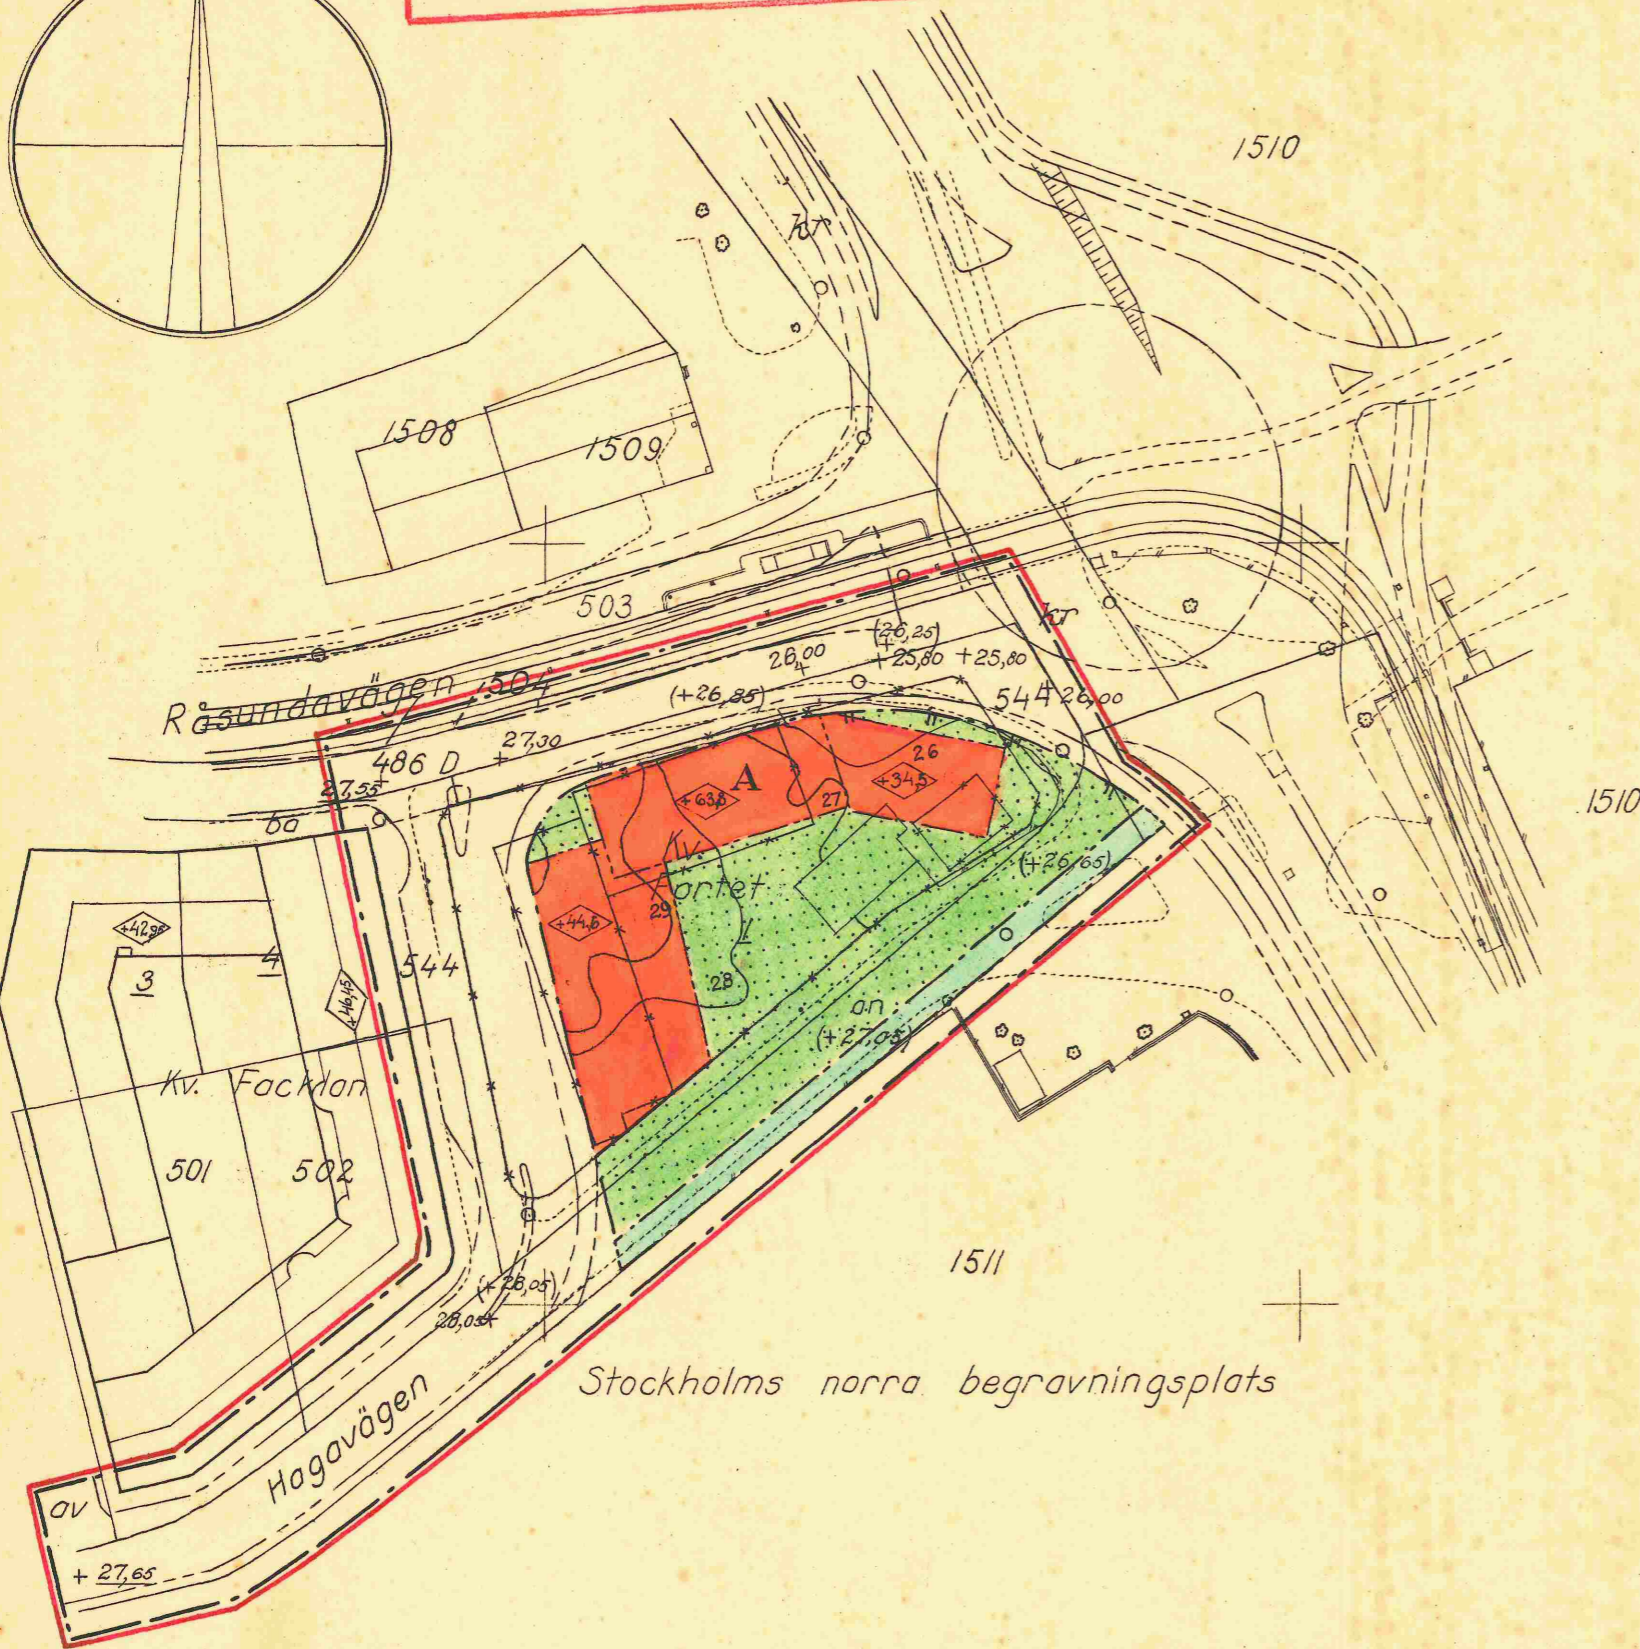 1510
kr
1508
1509
503
kr
(26,25)
26,00
+25,80 +25,80
Råsundavägen 1504
(+26,85)
544
+26,00
27,30
486 D
27,55
26
A
+34,5
+63,8
27
1510
ba
Kv.
Fortet
(+26,65)
29
1
+42,95
+44,6
3
4
544
28
+46,45
an
(+27,05)
Kv. Facklan
501
502
1511
(+28,05)
28,05+
Stockholms norra begravningsplats
Hagavägen
av
+ 27,65